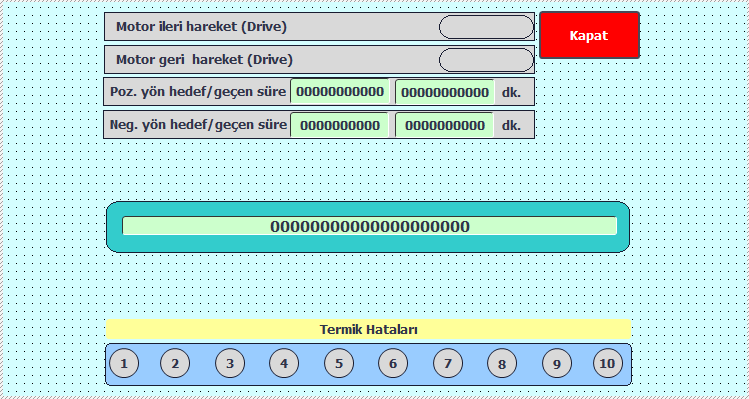 Motor ileri hareket (Drive)
Kapat
Motor geri  hareket (Drive)
Poz. yön hedef/geçen süre 00000000000 00000000000 dk.
Neg. yön hedef/geçen süre 0000000000 0000000000 dk.
00000000000000000000
Termik Hataları
1 2 3 4 5 6 7 8 9 10